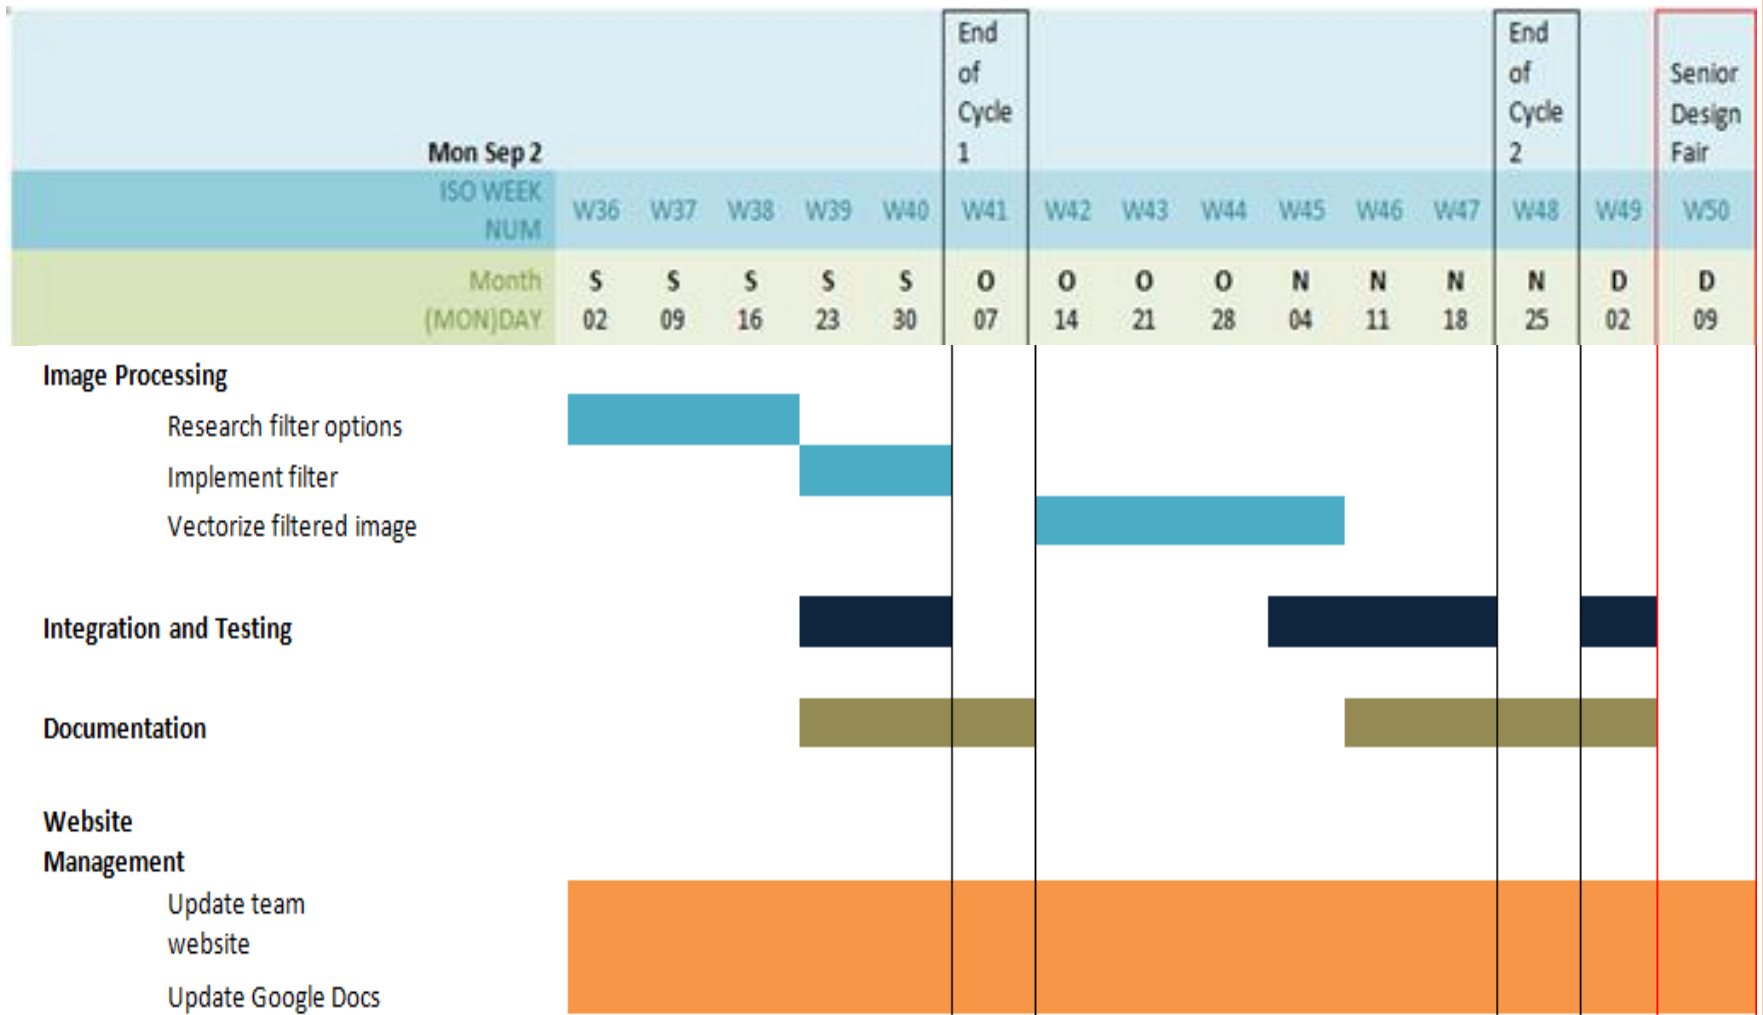 End
of
Cycle
1
End
of
Cycle
2
Senior
Design
Fair
Mon Sep 2
ISO WEEK
NUM
W36 W37 W38 W39 W40 W41 W42 W43 W44 W45 W46 W47 W48 W49 W50
Month S S S S S O O O O N N N N D D
(MON)DAY 02 09 16 23 30 07 14 21 28 04 11 18 25 02 09
Image Processing
Research filter options
Implement filter
Vectorize filtered image
Integration and Testing
Documentation
Website
Management
Update team
website
Update Google Docs